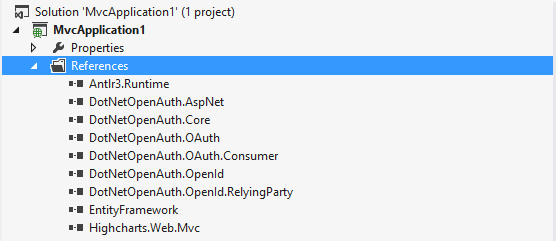 Solution 'MvcApplication1' (1 project)
MvcApplication1
Properties
References
Antlr3.Runtime
DotNetOpenAuth.AspNet
DotNetOpenAuth.Core
DotNetOpenAuth.OAuth
DotNetOpenAuth.OAuth.Consumer
DotNetOpenAuth.OpenId
DotNetOpenAuth.OpenId.RelyingParty
EntityFramework
Highcharts.Web.Mvc